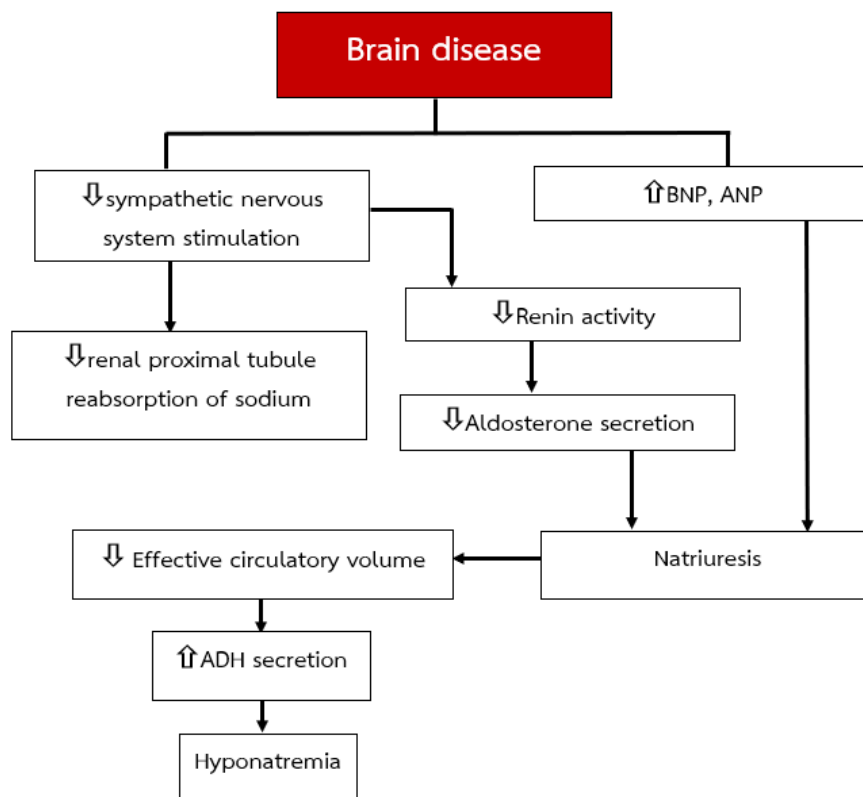 Brain disease
⇩sympathetic nervous
system stimulation
⇧BNP, ANP
⇩Renin activity
⇩renal proximal tubule
reabsorption of sodium
⇩Aldosterone secretion
⇩ Effective circulatory volume
Natriuresis
⇧ADH secretion
Hyponatremia